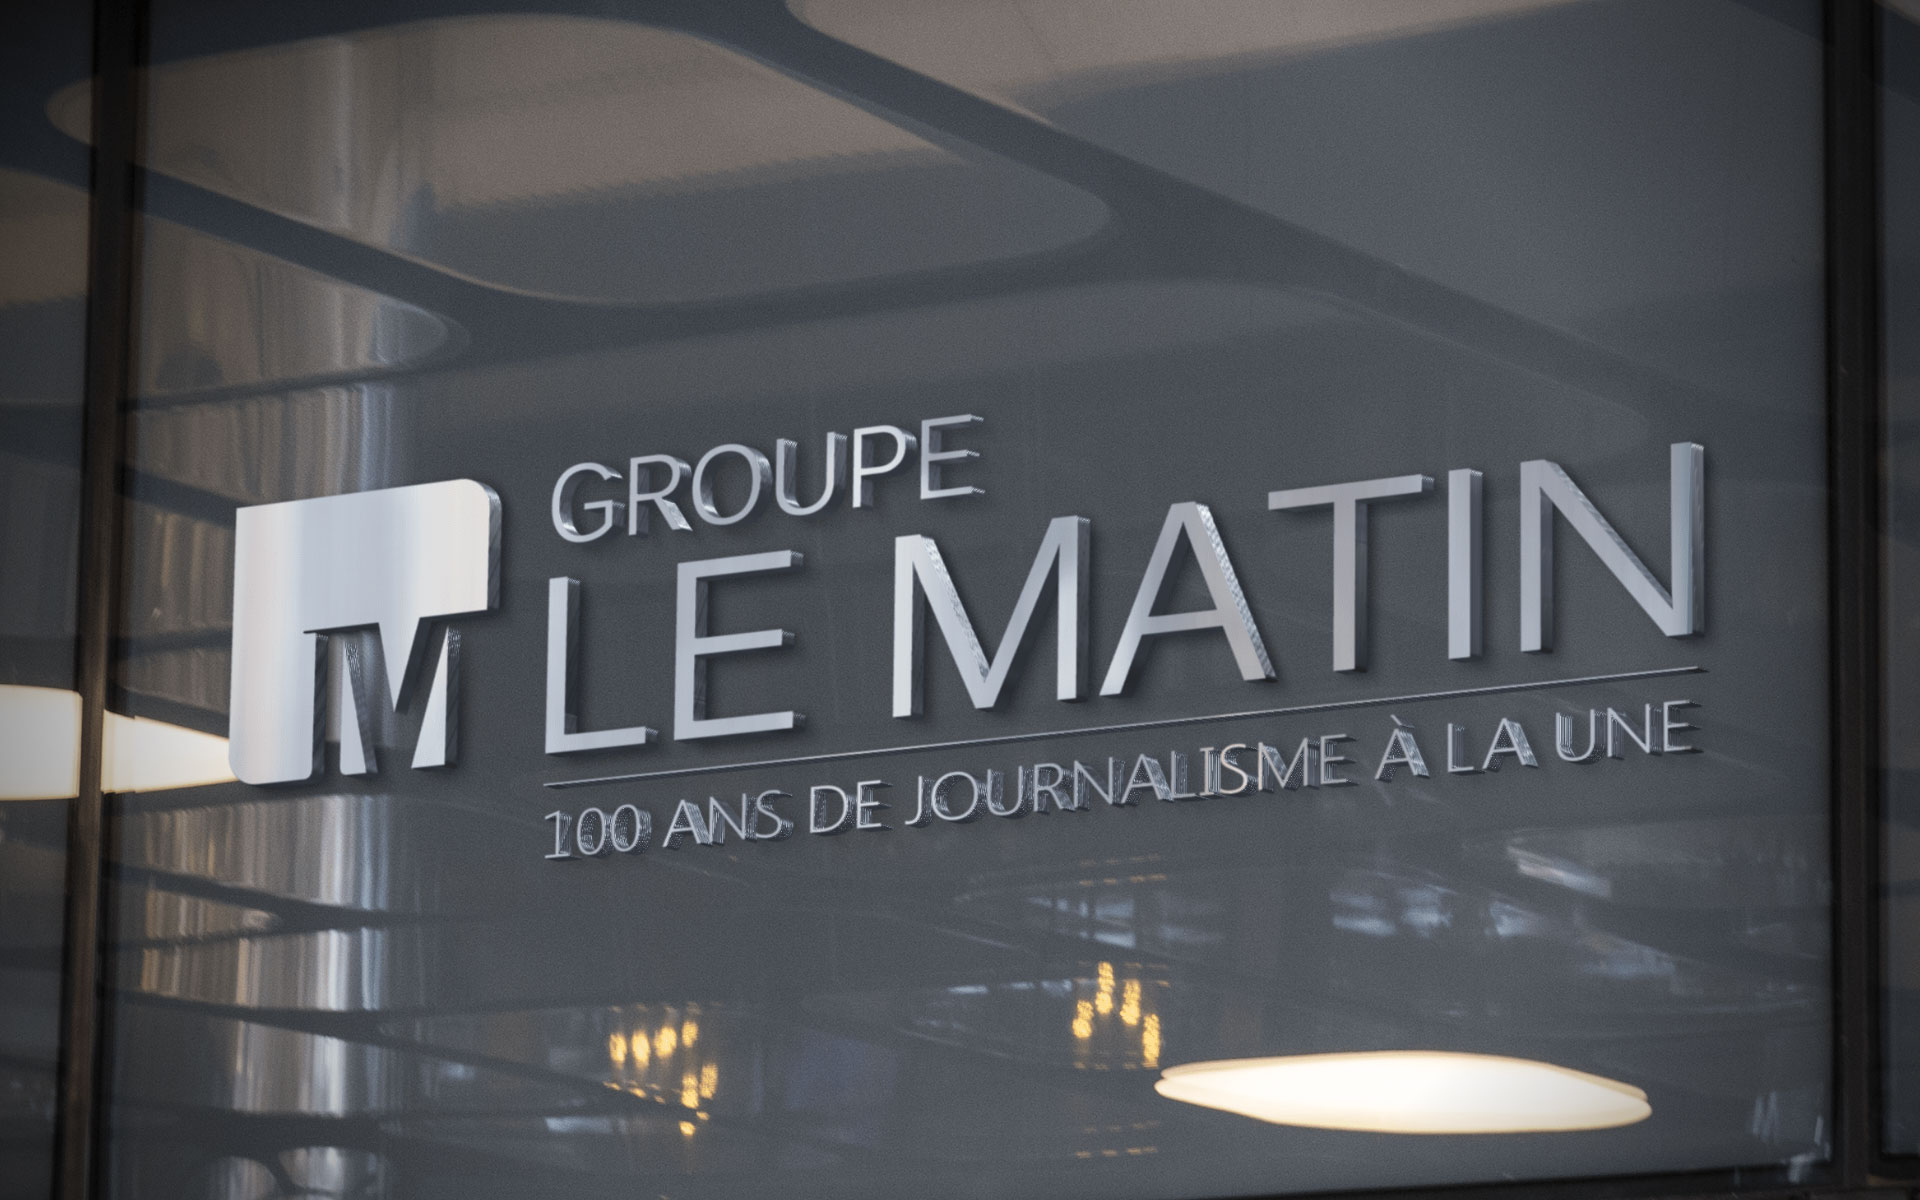 GROUPE
LE MATIN
100 ANS DE JOURNALISME À LA UNE